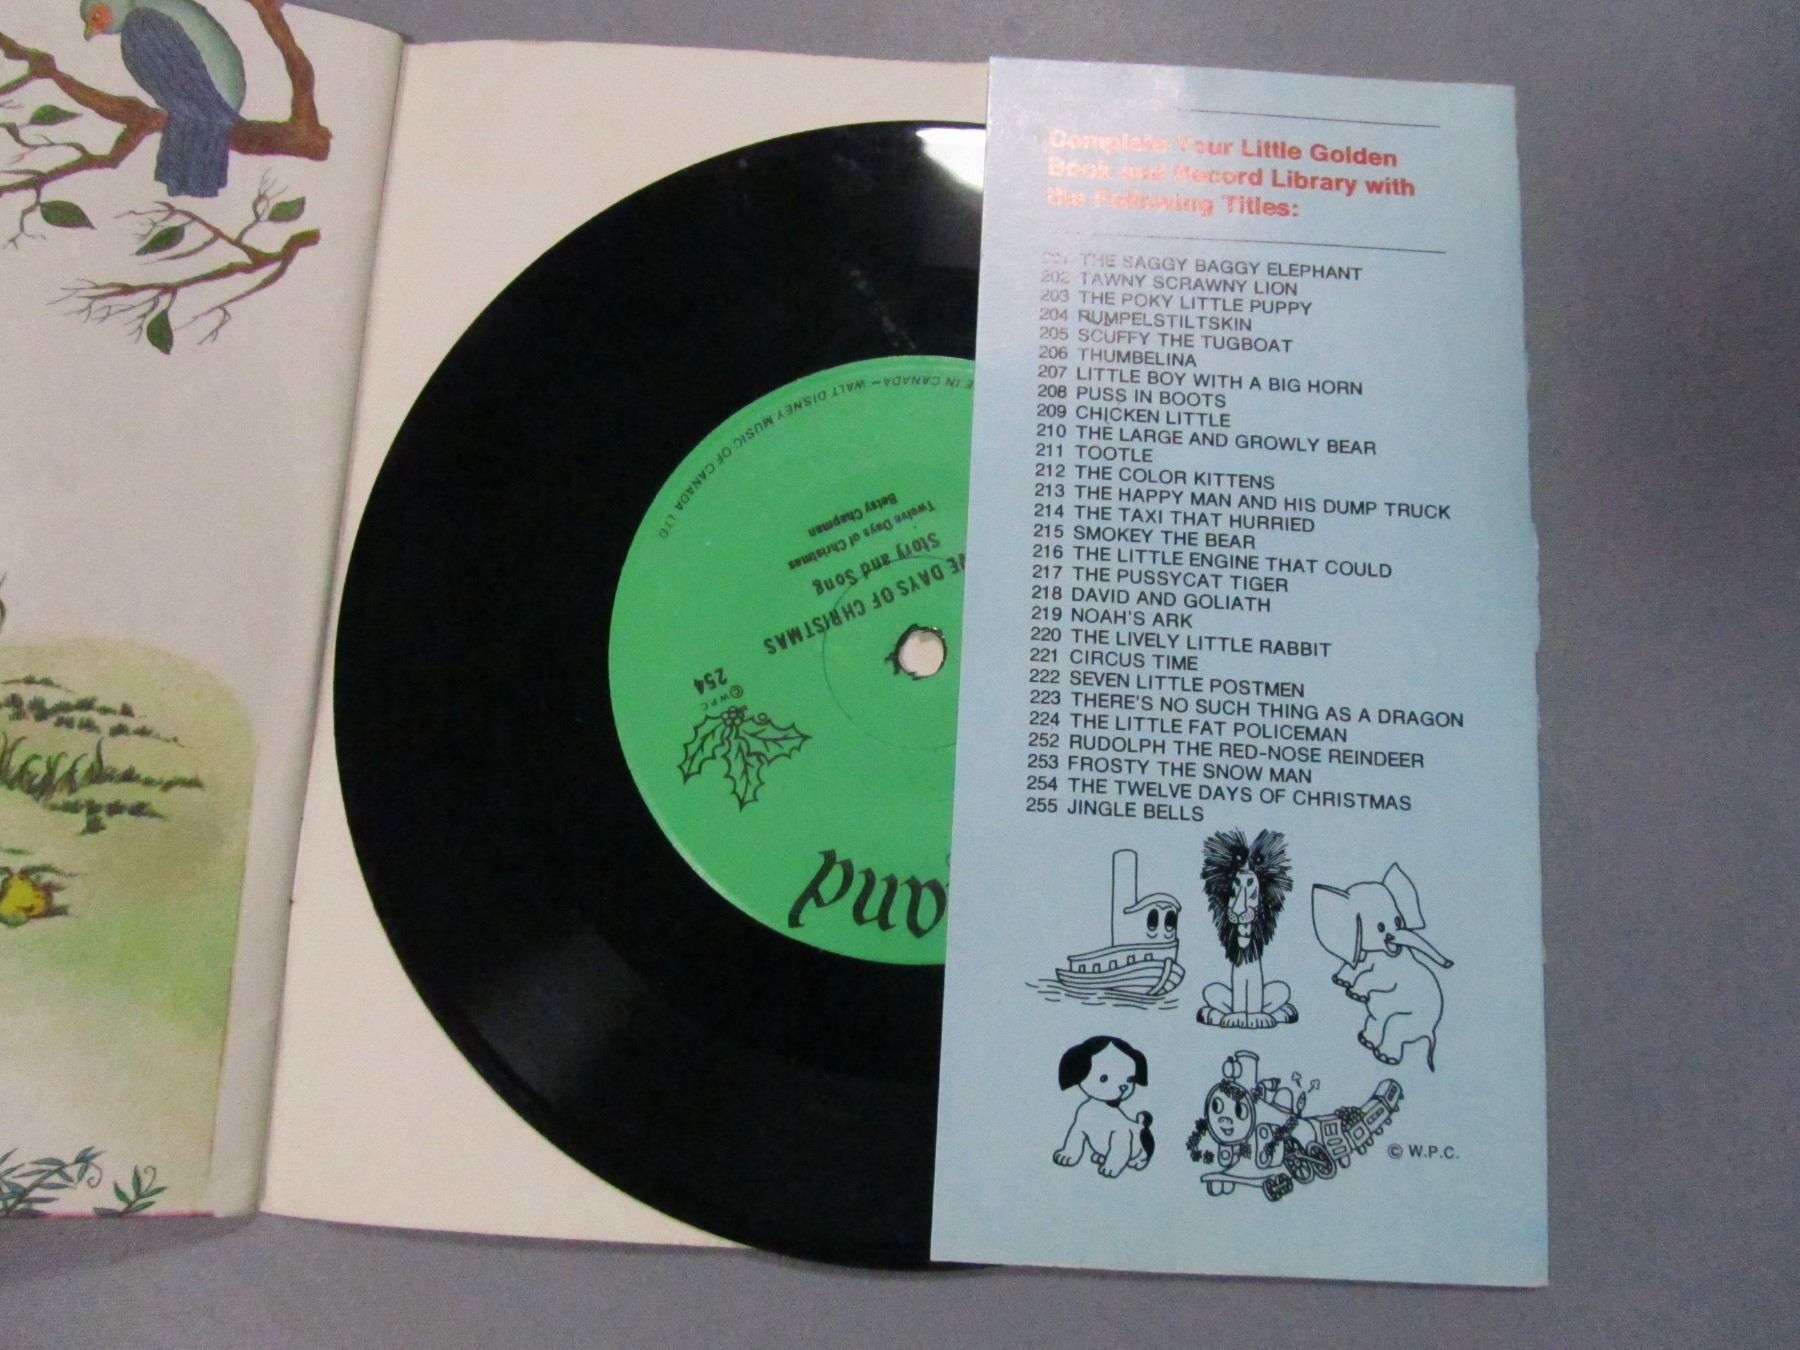 Complete Your Little Golden
Book and Record Library with
the Following Titles:
201 THE SAGGY BAGGY ELEPHANT
202 TAWNY SCRAWNY LION
203 THE POKY LITTLE PUPPY
204 RUMPELSTILTSKIN
205 SCUFFY THE TUGBOAT
206 THUMBELINA
207 LITTLE BOY WITH A BIG HORN
208 PUSS IN BOOTS
209 CHICKEN LITTLE
210 THE LARGE AND GROWLY BEAR
211 TOOTLE
212 THE COLOR KITTENS
213 THE HAPPY MAN AND HIS DUMP TRUCK
214 THE TAXI THAT HURRIED
215 SMOKEY THE BEAR
216 THE LITTLE ENGINE THAT COULD
217 THE PUSSYCAT TIGER
218 DAVID AND GOLIATH
219 NOAH'S ARK
220 THE LIVELY LITTLE RABBIT
221 CIRCUS TIME
222 SEVEN LITTLE POSTMEN
223 THERE'S NO SUCH THING AS A DRAGON
224 THE LITTLE FAT POLICEMAN
252 RUDOLPH THE RED-NOSE REINDEER
253 FROSTY THE SNOW MAN
254 THE TWELVE DAYS OF CHRISTMAS
255 JINGLE BELLS
© W.P.C.
and
© WPC
254
VE DAYS OF CHRISTMAS
Story and Song
Twelve Days of Christmas
Betsy Chapman
E IN CANADA — WALT DISNEY MUSIC OF CANADA LTD